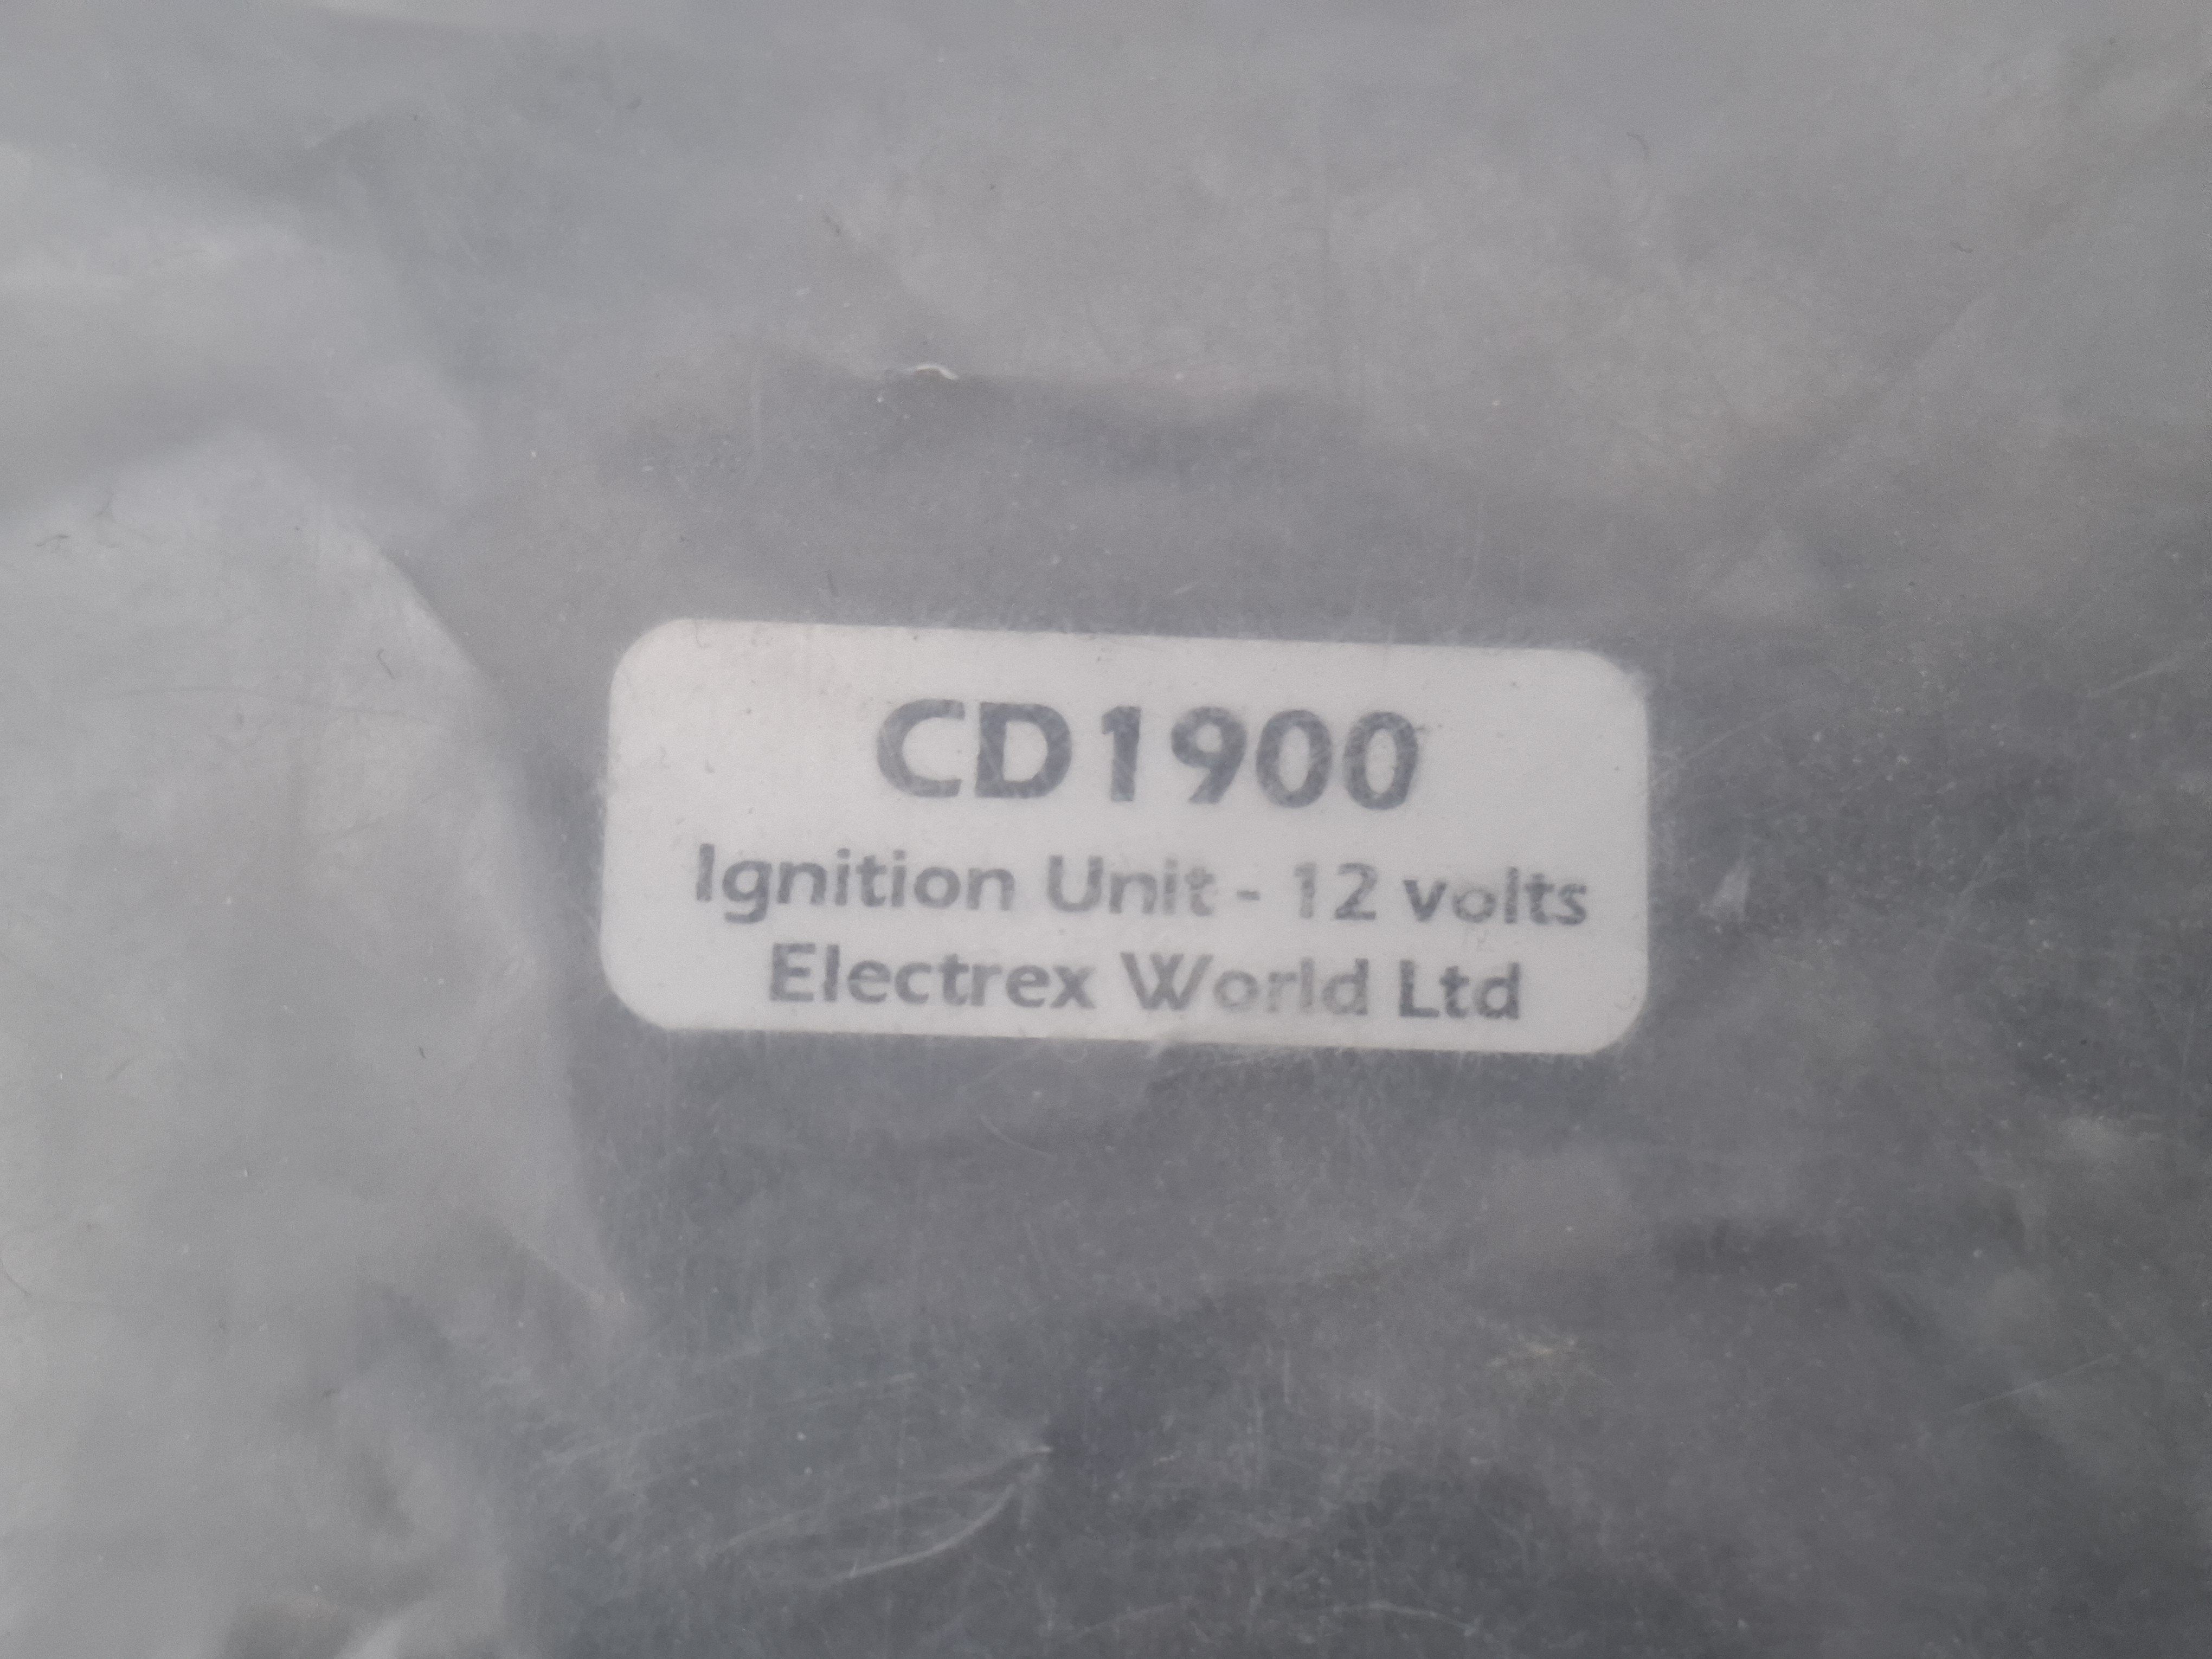 CD1900
Ignition Unit - 12 volts
Electrex World Ltd